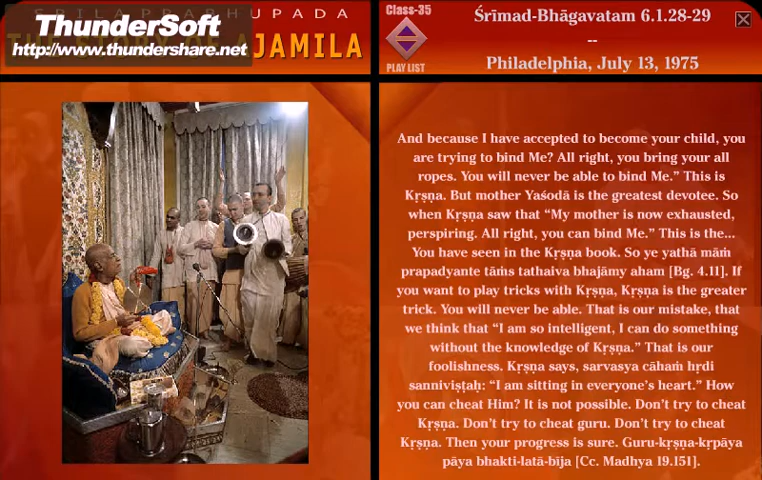 SRILA PRABHUPADA
THE STORY OF AJAMILA
ThunderSoft
http://www.thundershare.net
Class-35
PLAY LIST
Śrīmad-Bhāgavatam 6.1.28-29
--
Philadelphia, July 13, 1975
And because I have accepted to become your child, you
are trying to bind Me? All right, you bring your all
ropes. You will never be able to bind Me.” This is
Kṛṣṇa. But mother Yaśodā is the greatest devotee. So
when Kṛṣṇa saw that “My mother is now exhausted,
perspiring. All right, you can bind Me.” This is the...
You have seen in the Kṛṣṇa book. So ye yathā māṁ
prapadyante tāṁs tathaiva bhajāmy aham [Bg. 4.11]. If
you want to play tricks with Kṛṣṇa, Kṛṣṇa is the greater
trick. You will never be able. That is our mistake, that
we think that “I am so intelligent, I can do something
without the knowledge of Kṛṣṇa.” That is our
foolishness. Kṛṣṇa says, sarvasya cāhaṁ hṛdi
sanniviṣṭaḥ: “I am sitting in everyone’s heart.” How
you can cheat Him? It is not possible. Don’t try to cheat
Kṛṣṇa. Don’t try to cheat guru. Don’t try to cheat
Kṛṣṇa. Then your progress is sure. Guru-kṛṣṇa-kṛpāya
pāya bhakti-latā-bīja [Cc. Madhya 19.151].